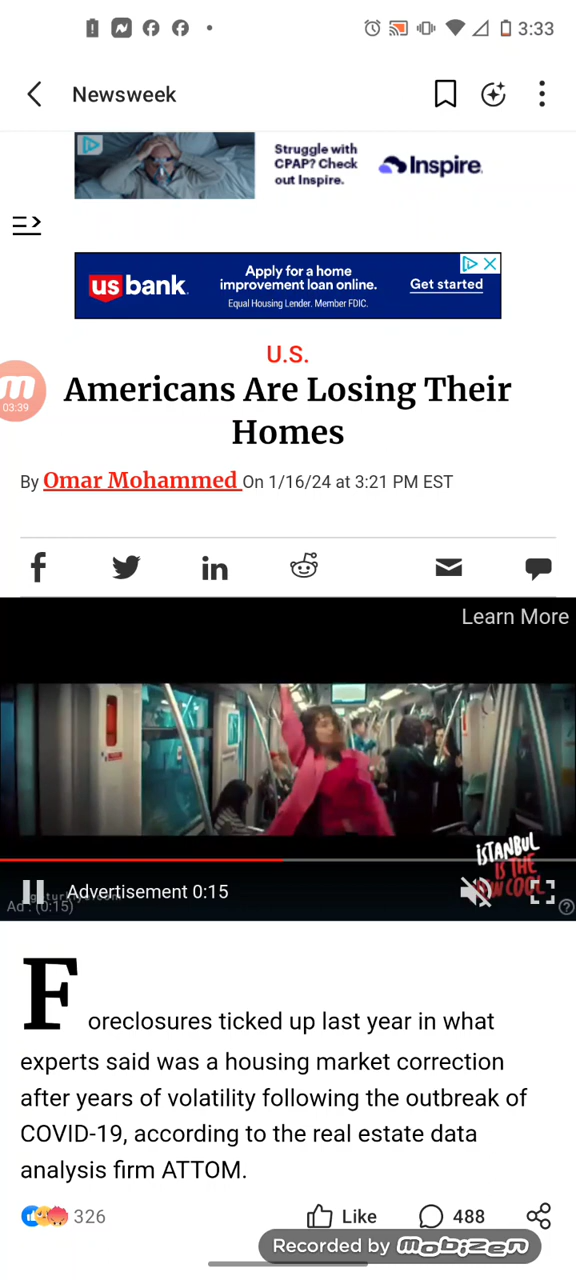 3:33
Newsweek
Struggle with
CPAP? Check
out Inspire.
Inspire
us bank
Apply for a home
improvement loan online.
Equal Housing Lender. Member FDIC.
Get started
U.S.
Americans Are Losing Their
Homes
03:39
By Omar Mohammed On 1/16/24 at 3:21 PM EST
Learn More
iSTANBUL
IS THE
NEW COOL
Advertisement 0:15
Ad : (0:15)
Foreclosures ticked up last year in what
experts said was a housing market correction
after years of volatility following the outbreak of
COVID-19, according to the real estate data
analysis firm ATTOM.
326
Like
488
Recorded by mobizen